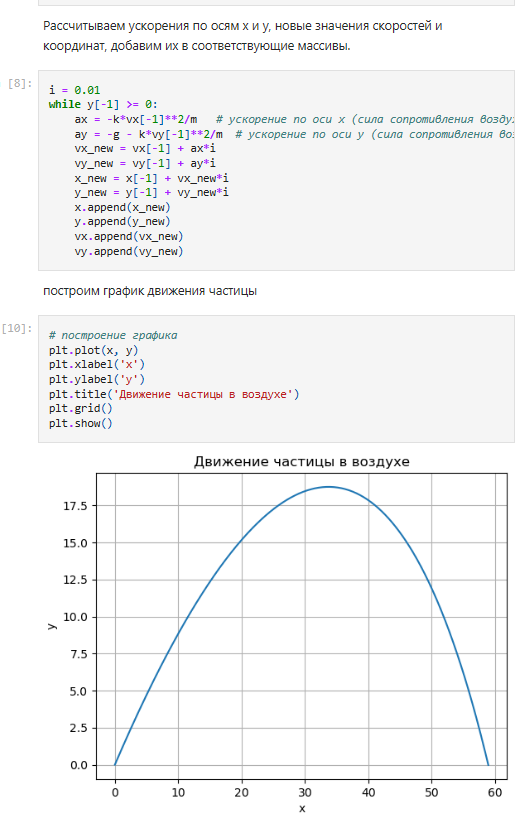 Рассчитываем ускорения по осям x и y, новые значения скоростей и
координат, добавим их в соответствующие массивы.
[8]:
i = 0.01
while y[-1] >= 0:
    ax = -k*vx[-1]**2/m   # ускорение по оси x (сила сопротивления возду
    ay = -g - k*vy[-1]**2/m  # ускорение по оси y (сила сопротивления во
    vx_new = vx[-1] + ax*i
    vy_new = vy[-1] + ay*i
    x_new = x[-1] + vx_new*i
    y_new = y[-1] + vy_new*i
    x.append(x_new)
    y.append(y_new)
    vx.append(vx_new)
    vy.append(vy_new)
построим график движения частицы
[10]:
# построение графика
plt.plot(x, y)
plt.xlabel('x')
plt.ylabel('y')
plt.title('Движение частицы в воздухе')
plt.grid()
plt.show()
Движение частицы в воздухе
17.5
15.0
12.5
10.0
7.5
5.0
2.5
0.0
y
0 10 20 30 40 50 60
x